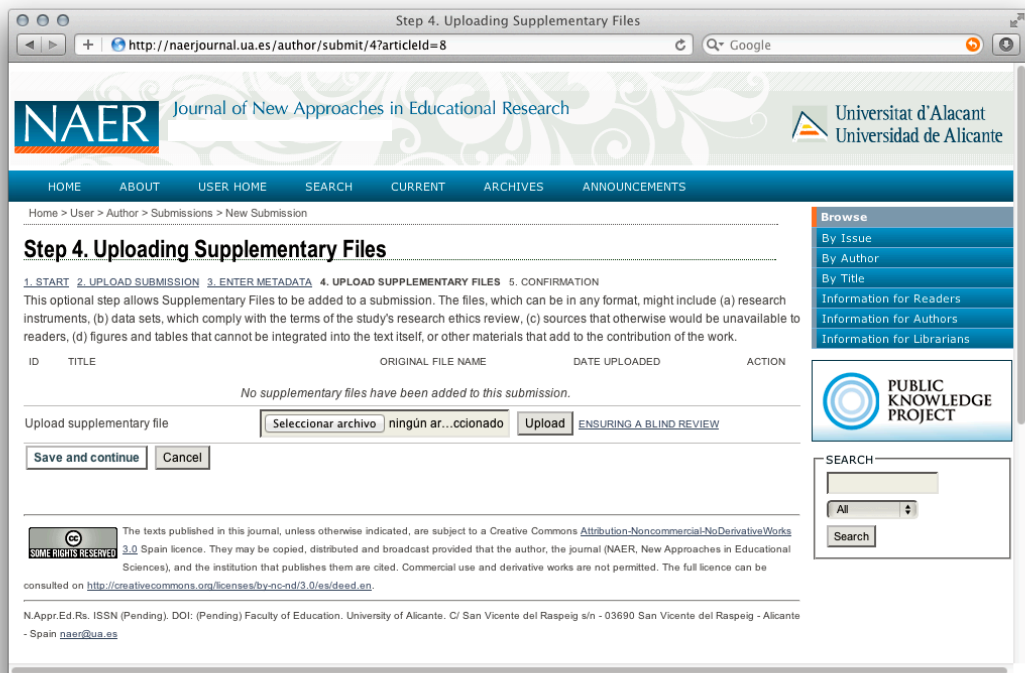 Step 4. Uploading Supplementary Files
http://naerjournal.ua.es/author/submit/4?articleId=8
Google
NAER
Journal of New Approaches in Educational Research
Universitat d'Alacant
Universidad de Alicante
HOME ABOUT USER HOME SEARCH CURRENT ARCHIVES ANNOUNCEMENTS
Home > User > Author > Submissions > New Submission
Step 4. Uploading Supplementary Files
1. START 2. UPLOAD SUBMISSION 3. ENTER METADATA 4. UPLOAD SUPPLEMENTARY FILES 5. CONFIRMATION
This optional step allows Supplementary Files to be added to a submission. The files, which can be in any format, might include (a) research
instruments, (b) data sets, which comply with the terms of the study's research ethics review, (c) sources that otherwise would be unavailable to
readers, (d) figures and tables that cannot be integrated into the text itself, or other materials that add to the contribution of the work.
ID TITLE ORIGINAL FILE NAME DATE UPLOADED ACTION
No supplementary files have been added to this submission.
Upload supplementary file Seleccionar archivo ningún ar...ccionado Upload ENSURING A BLIND REVIEW
Save and continue Cancel
cc
SOME RIGHTS RESERVED
The texts published in this journal, unless otherwise indicated, are subject to a Creative Commons Attribution-Noncommercial-NoDerivativeWorks
3.0 Spain licence. They may be copied, distributed and broadcast provided that the author, the journal (NAER, New Approaches in Educational
Sciences), and the institution that publishes them are cited. Commercial use and derivative works are not permitted. The full licence can be
consulted on http://creativecommons.org/licenses/by-nc-nd/3.0/es/deed.en.
N.Appr.Ed.Rs. ISSN (Pending). DOI: (Pending) Faculty of Education. University of Alicante. C/ San Vicente del Raspeig s/n - 03690 San Vicente del Raspeig - Alicante
- Spain naer@ua.es
Browse
By Issue
By Author
By Title
Information for Readers
Information for Authors
Information for Librarians
PUBLIC
KNOWLEDGE
PROJECT
SEARCH
All
Search